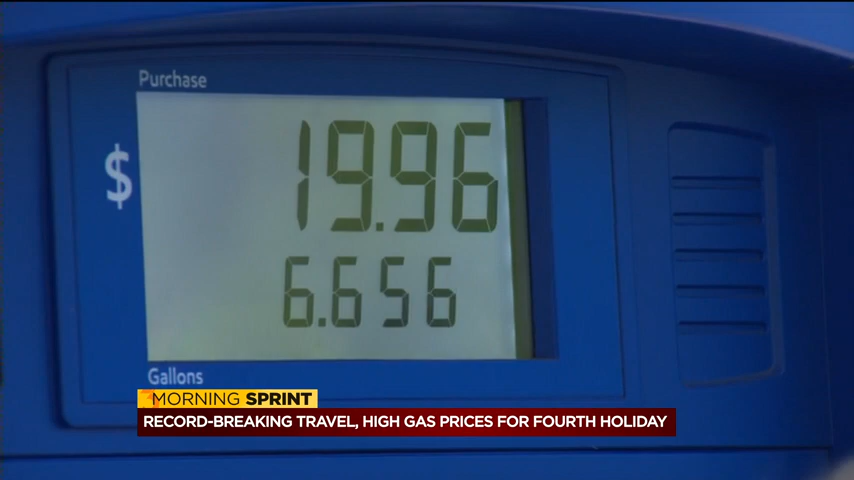 Purchase
$ 19.96
6.656
Gallons
MORNING SPRINT
RECORD-BREAKING TRAVEL, HIGH GAS PRICES FOR FOURTH HOLIDAY